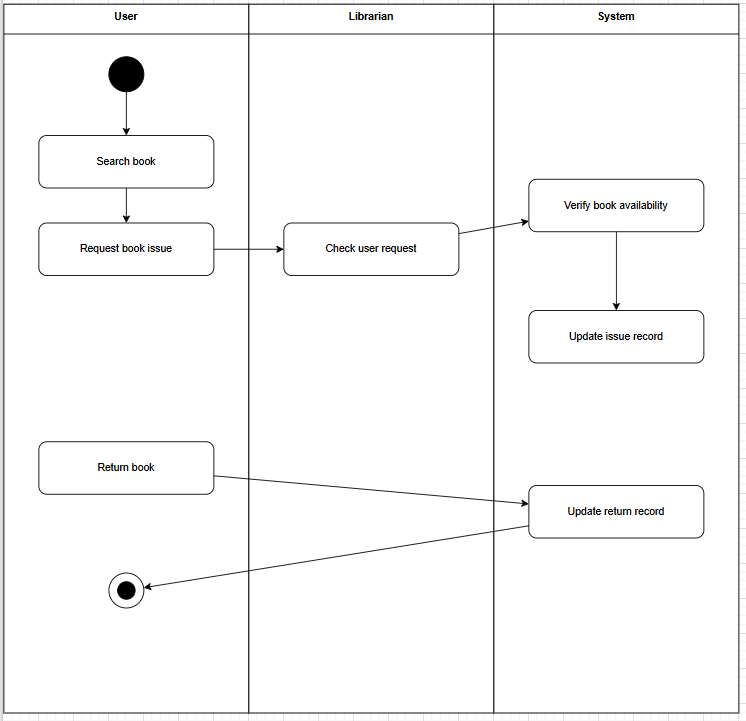 User
Librarian
System
Search book
Verify book availability
Request book issue
Check user request
Update issue record
Return book
Update return record